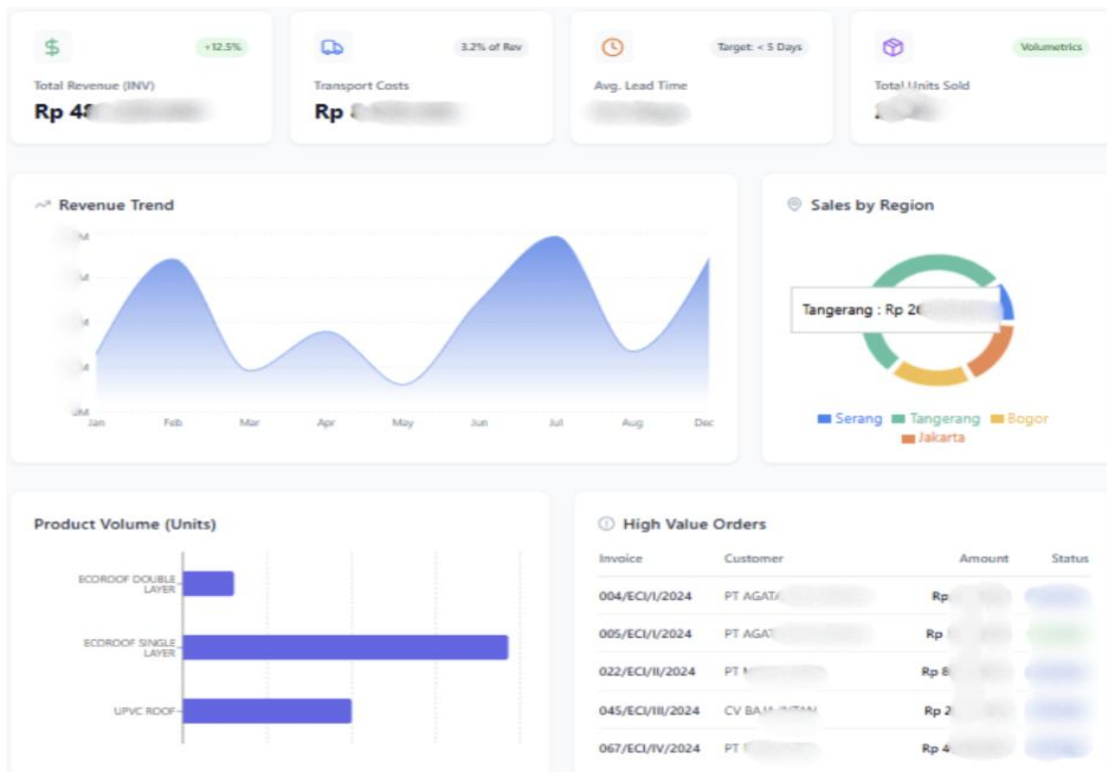 +12.5%
3.2% of Rev
Target: < 5 Days
Volumetrics
Total Revenue (INV)
Transport Costs
Avg. Lead Time
Total Units Sold
Rp 48
Rp
Revenue Trend
Jan Feb Mar Apr May Jun Jul Aug Dec
Sales by Region
Tangerang : Rp 26
Serang Tangerang Bogor
Jakarta
Product Volume (Units)
ECOROOF DOUBLE
LAYER
ECOROOF SINGLE
LAYER
UPVC ROOF
High Value Orders
Invoice Customer Amount Status
004/ECI/I/2024 PT AGATA Rp
005/ECI/I/2024 PT AGAT Rp
022/ECI/II/2024 PT Rp 8
045/ECI/III/2024 CV Rp 2
067/ECI/IV/2024 PT Rp 4